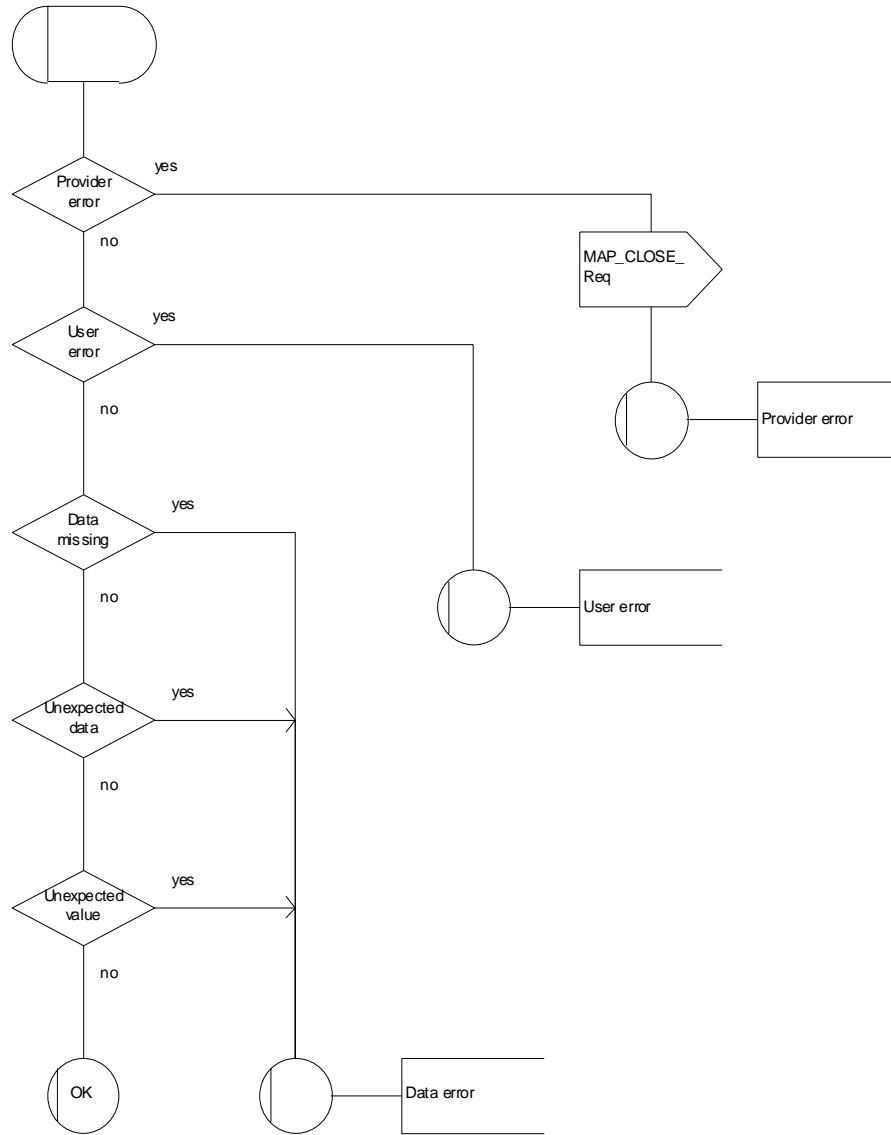 yes
Provider
error
no
MAP_CLOSE_
Req
yes
User
error
no
Provider error
yes
Data
missing
no
User error
yes
Unexpected
data
no
yes
Unexpected
value
no
OK
Data error